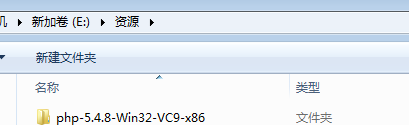 机 ▸ 新加卷 (E:) ▸ 资源 ▸
新建文件夹
名称 类型
php-5.4.8-Win32-VC9-x86 文件夹